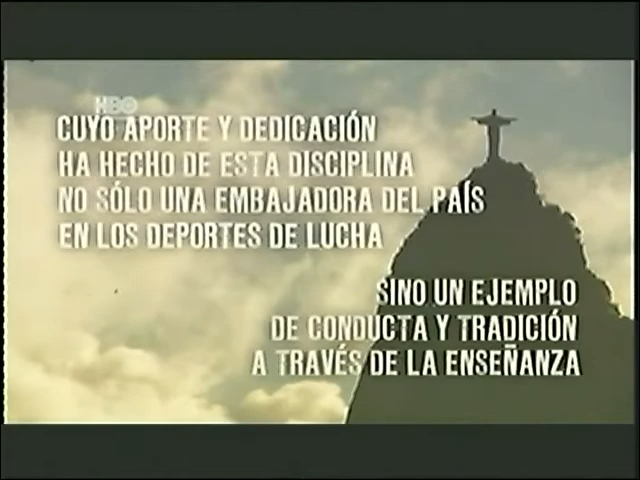 HBO
CUYO APORTE Y DEDICACIÓN
HA HECHO DE ESTA DISCIPLINA
NO SÓLO UNA EMBAJADORA DEL PAÍS
EN LOS DEPORTES DE LUCHA
SINO UN EJEMPLO
DE CONDUCTA Y TRADICIÓN
A TRAVÉS DE LA ENSEÑANZA